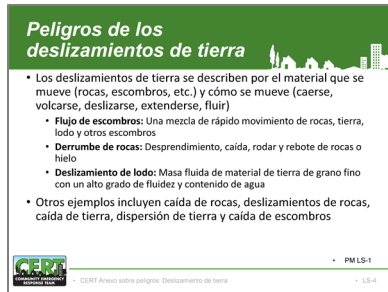 Peligros de los
deslizamientos de tierra
• Los deslizamientos de tierra se describen por el material que se
mueve (rocas, escombros, etc.) y cómo se mueve (caerse,
volcarse, deslizarse, extenderse, fluir)
• Flujo de escombros: Una mezcla de rápido movimiento de rocas, tierra,
lodo y otros escombros
• Derrumbe de rocas: Desprendimiento, caída, rodar y rebote de rocas o
hielo
• Deslizamiento de lodo: Masa fluida de material de tierra de grano fino
con un alto grado de fluidez y contenido de agua
• Otros ejemplos incluyen caída de rocas, deslizamientos de rocas,
caída de tierra, dispersión de tierra y caída de escombros
• PM LS-1
CERT
COMMUNITY EMERGENCY
RESPONSE TEAM
• CERT Anexo sobre peligros: Deslizamiento de tierra
• LS-4